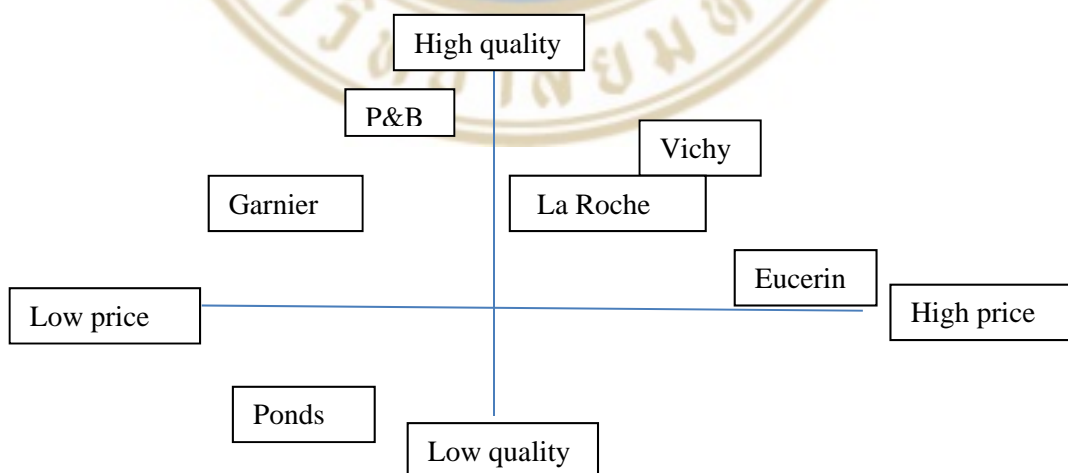 High quality
P&B
Vichy
Garnier
La Roche
Eucerin
Low price
High price
Ponds
Low quality